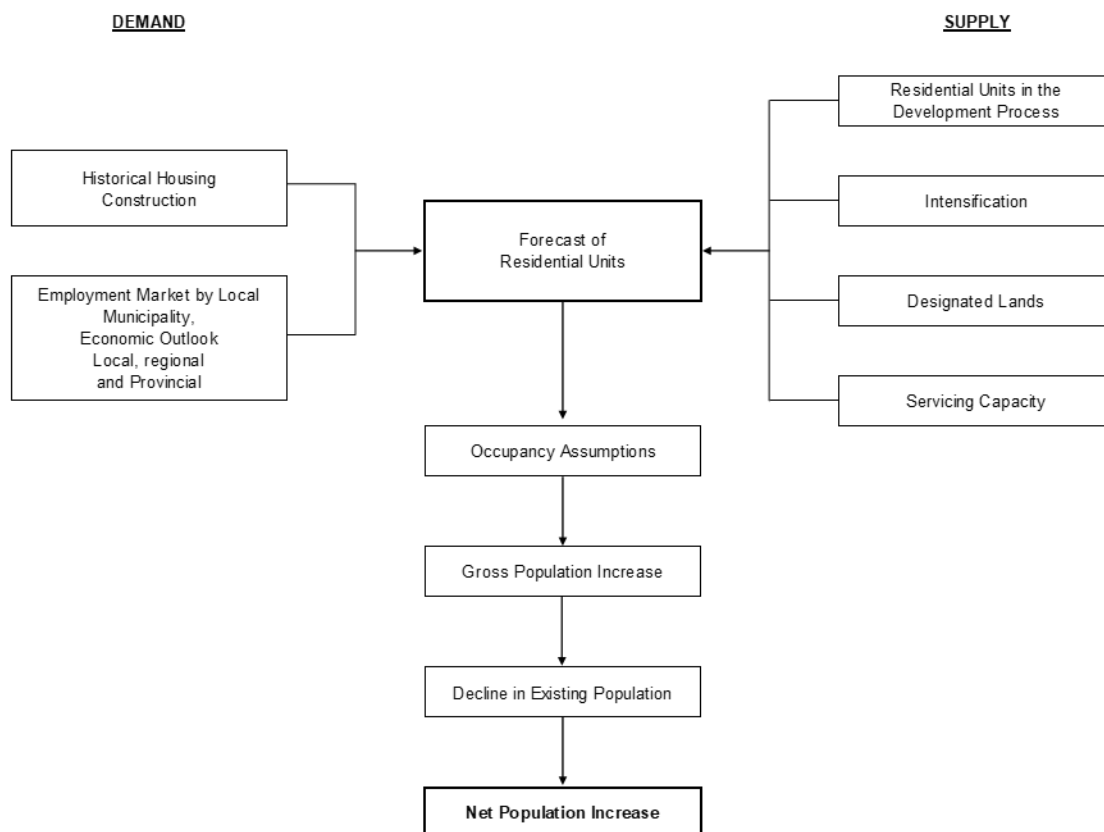 DEMAND
SUPPLY
Residential Units in the
Development Process
Historical Housing
Construction
Intensification
Forecast of
Residential Units
Employment Market by Local
Municipality,
Economic Outlook
Local, regional
and Provincial
Designated Lands
Servicing Capacity
Occupancy Assumptions
Gross Population Increase
Decline in Existing Population
Net Population Increase